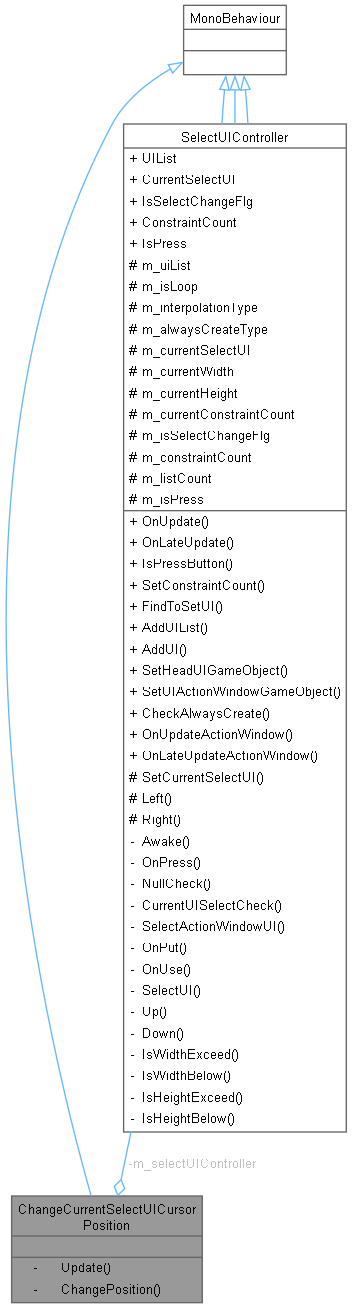 MonoBehaviour
SelectUIController
+ UIList
+ CurrentSelectUI
+ IsSelectChangeFlg
+ ConstraintCount
+ IsPress
# m_uiList
# m_isLoop
# m_interpolationType
# m_alwaysCreateType
# m_currentSelectUI
# m_currentWidth
# m_currentHeight
# m_currentConstraintCount
# m_isSelectChangeFlg
# m_constraintCount
# m_listCount
# m_isPress
+ OnUpdate()
+ OnLateUpdate()
+ IsPressButton()
+ SetConstraintCount()
+ FindToSetUI()
+ AddUIList()
+ AddUI()
+ SetHeadUIGameObject()
+ SetUIActionWindowGameObject()
+ CheckAlwaysCreate()
+ OnUpdateActionWindow()
+ OnLateUpdateActionWindow()
# SetCurrentSelectUI()
# Left()
# Right()
- Awake()
- OnPress()
- NullCheck()
- CurrentUISelectCheck()
- SelectActionWindowUI()
- OnPut()
- OnUse()
- SelectUI()
- Up()
- Down()
- IsWidthExceed()
- IsWidthBelow()
- IsHeightExceed()
- IsHeightBelow()
-m_selectUIController
ChangeCurrentSelectUICursor
Position
- Update()
- ChangePosition()